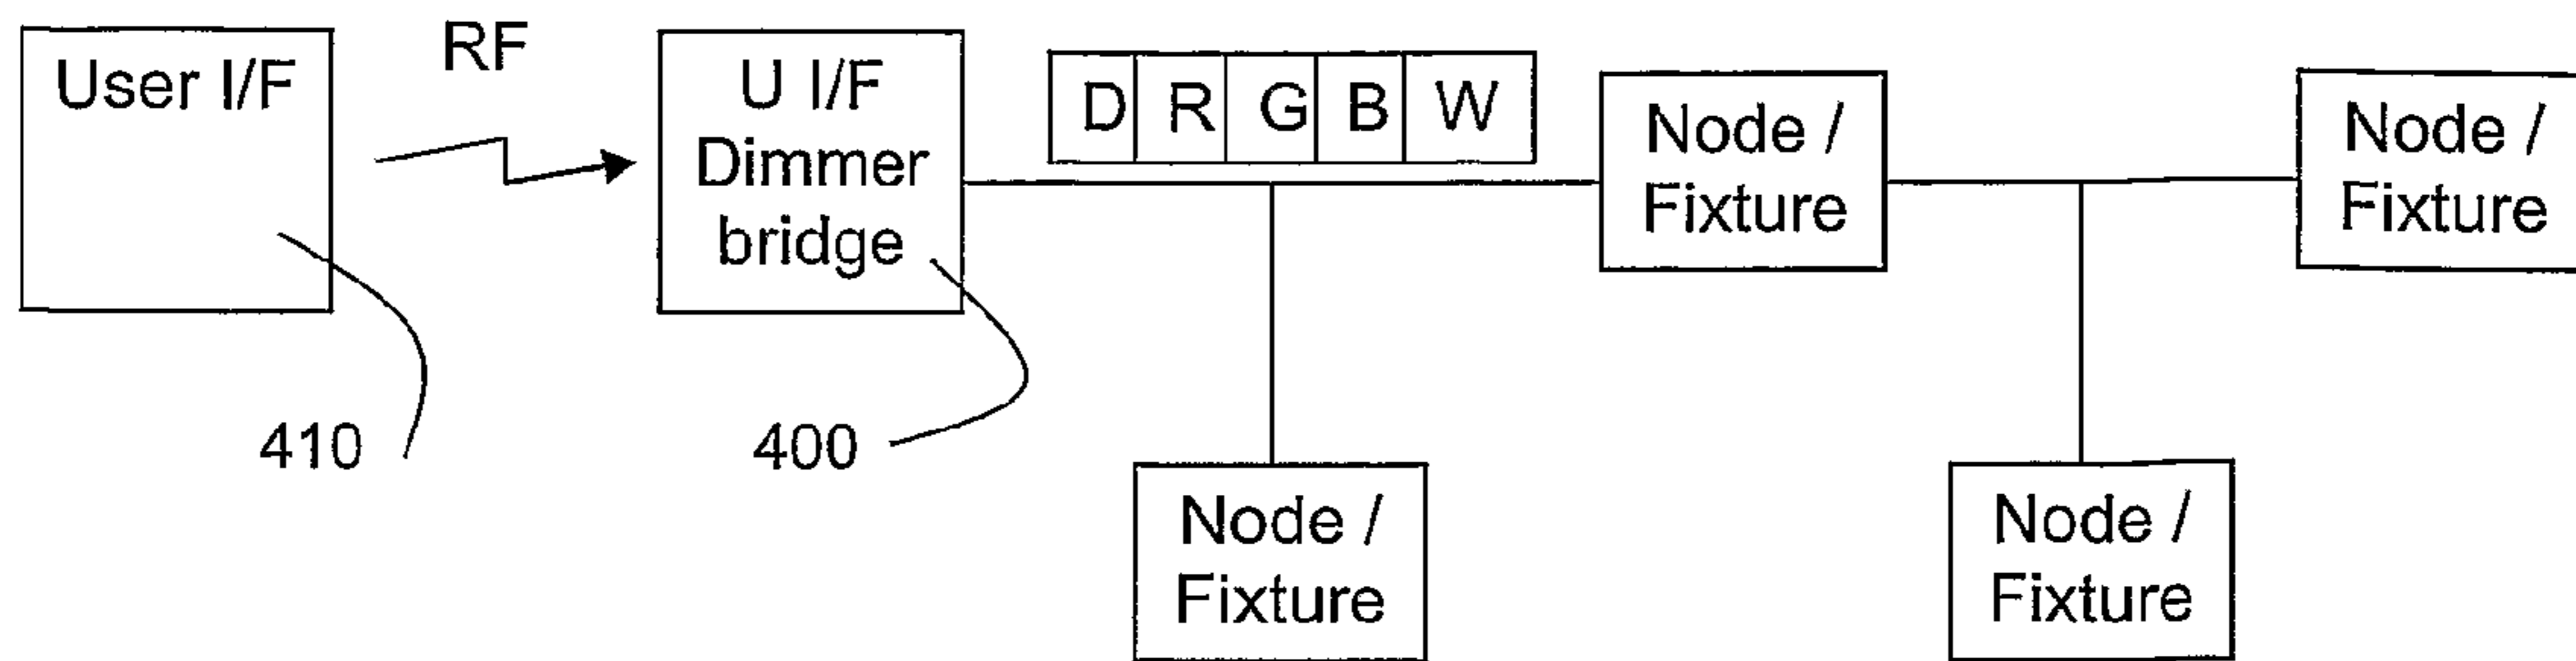 User I/F
RF
U I/F
Dimmer
bridge
D R G B W
Node /
Fixture
Node /
Fixture
410
400
Node /
Fixture
Node /
Fixture